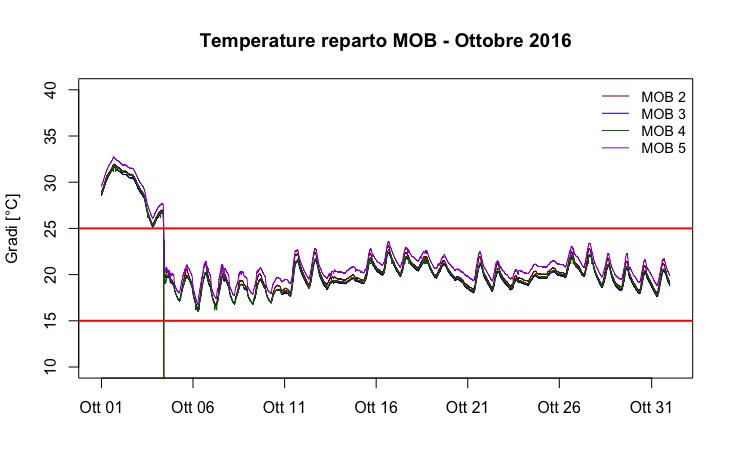 Temperature reparto MOB - Ottobre 2016
Gradi [°C]
40
35
30
25
20
15
10
MOB 2
MOB 3
MOB 4
MOB 5
Ott 01 Ott 06 Ott 11 Ott 16 Ott 21 Ott 26 Ott 31